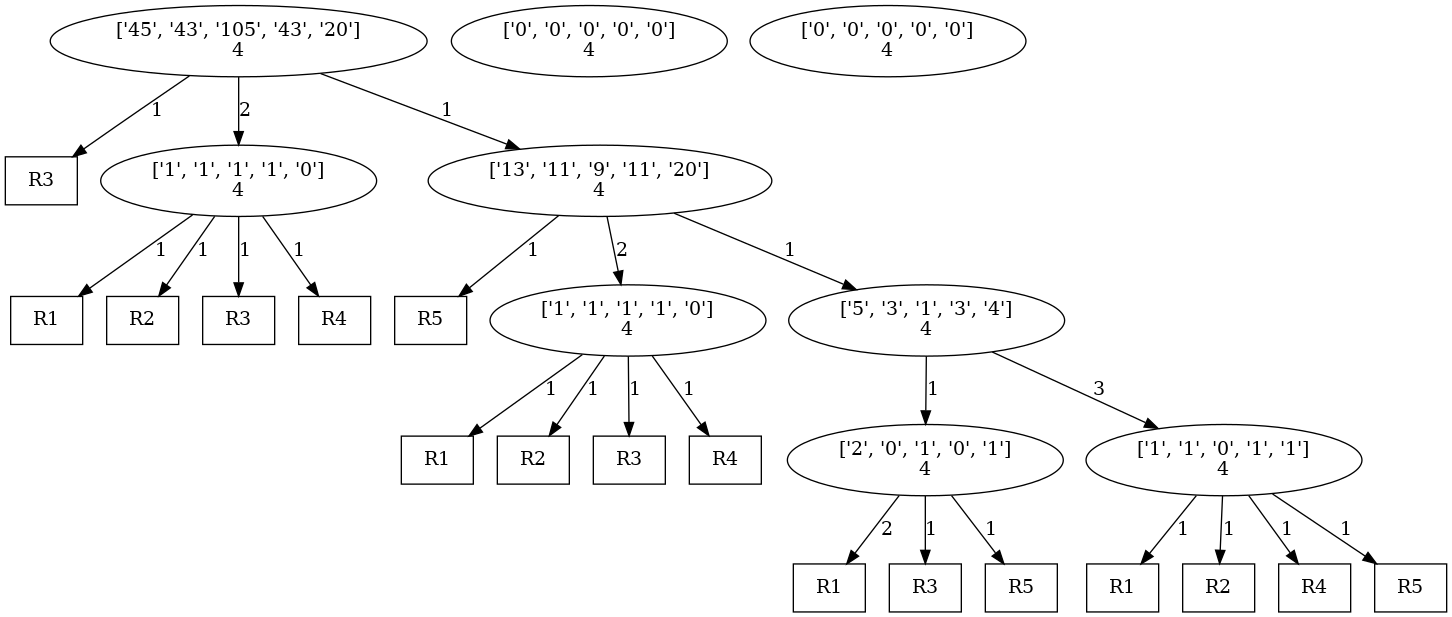 ['45', '43', '105', '43', '20']
4
['0', '0', '0', '0', '0']
4
['0', '0', '0', '0', '0']
4
1
2
1
R3
['1', '1', '1', '1', '0']
4
['13', '11', '9', '11', '20']
4
1
1
1
1
1
2
1
R1
R2
R3
R4
R5
['1', '1', '1', '1', '0']
4
['5', '3', '1', '3', '4']
4
1
1
1
1
1
3
R1
R2
R3
R4
['2', '0', '1', '0', '1']
4
['1', '1', '0', '1', '1']
4
2
1
1
1
1
1
1
R1
R3
R5
R1
R2
R4
R5